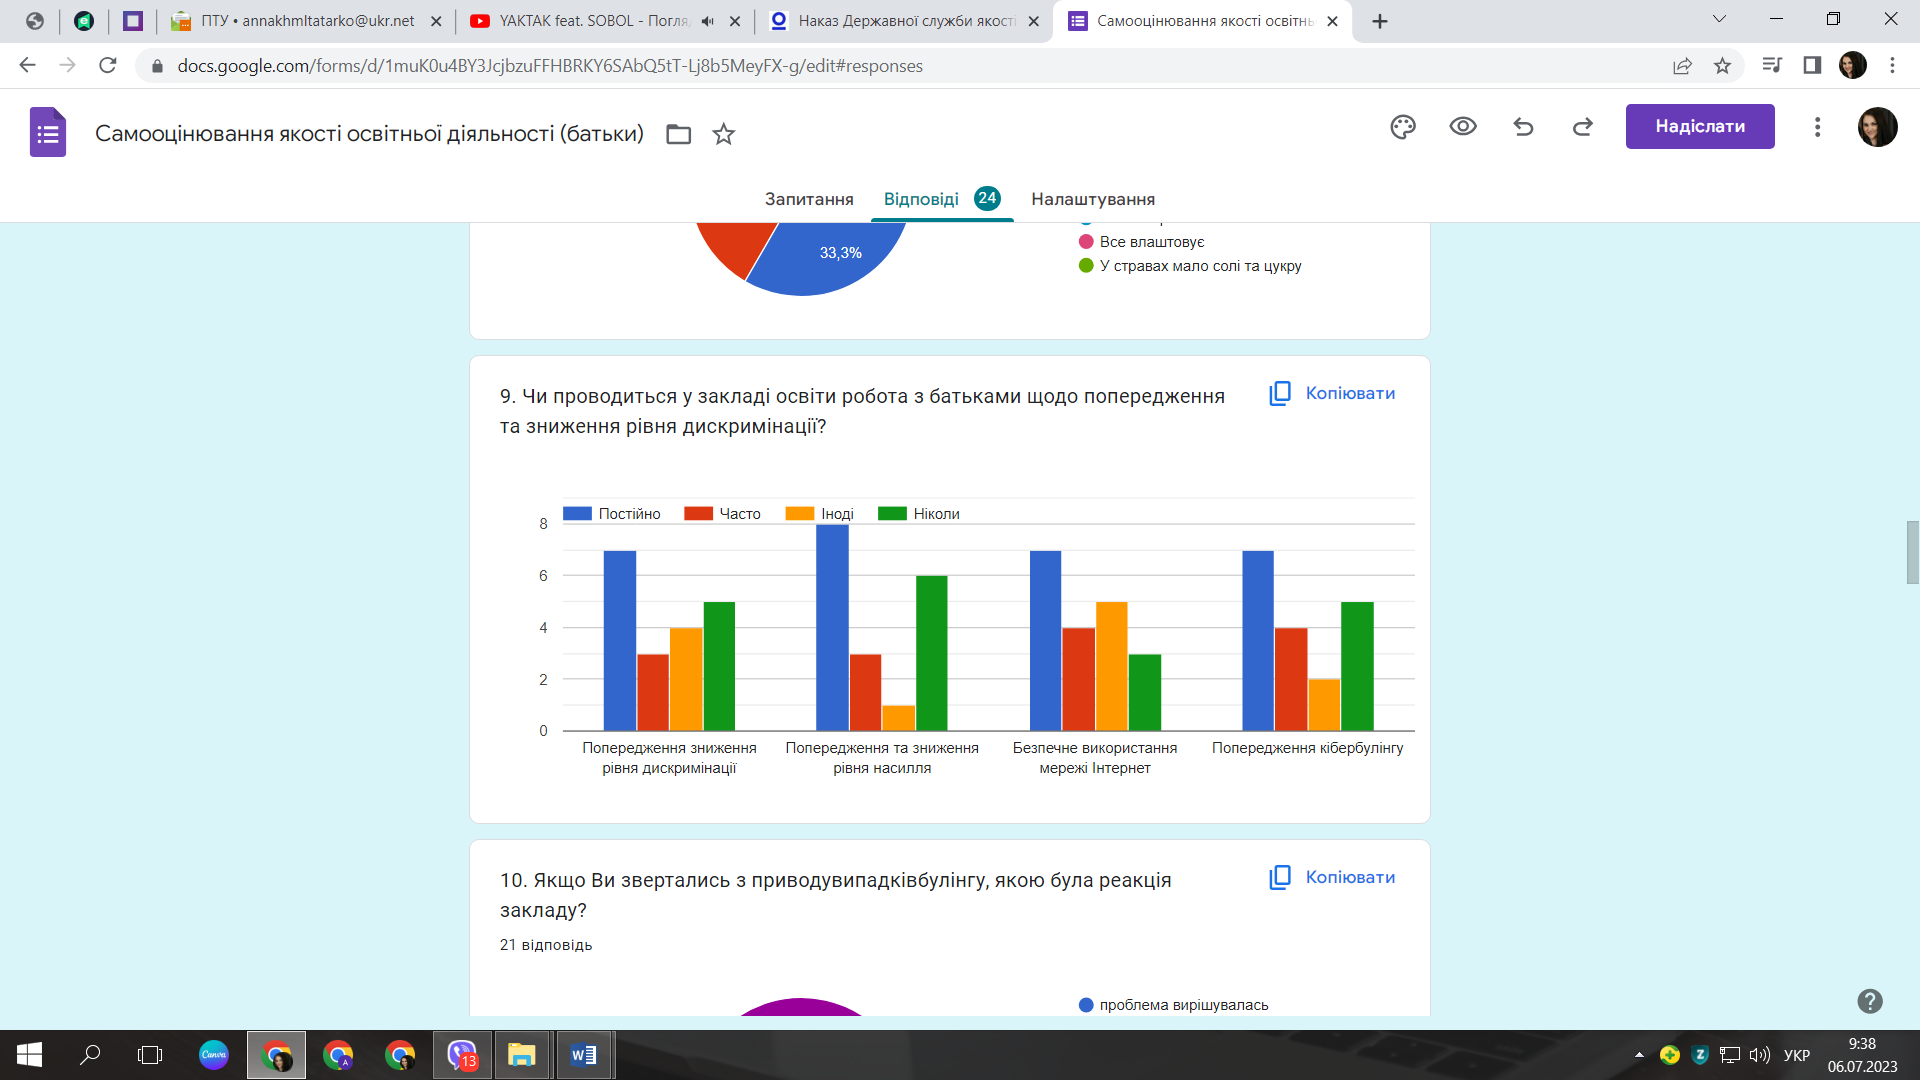 ПТУ • annakhmltatarko@ukr.net
YAKTAK feat. SOBOL - Погля
Наказ Державної служби якості
Самооцінювання якості освітнь
docs.google.com/forms/d/1muK0u4BY3JcjbzuFFHBRKY6SAbQ5tT-Lj8b5MeyFX-g/edit#responses
Самооцінювання якості освітньої діяльності (батьки)
Надіслати
Запитання
Відповіді 24
Налаштування
33,3%
Все влаштовує
У стравах мало солі та цукру
9. Чи проводиться у закладі освіти робота з батьками щодо попередження
та зниження рівня дискримінації?
Копіювати
Постійно Часто Іноді Ніколи
8
6
4
2
0
Попередження зниження
рівня дискримінації
Попередження та зниження
рівня насилля
Безпечне використання
мережі Інтернет
Попередження кібербулінгу
10. Якщо Ви звертались з приводувипадківбулінгу, якою була реакція
закладу?
Копіювати
21 відповідь
проблема вирішувалась
Canva
A
13
W
Z
УКР
9:38
06.07.2023